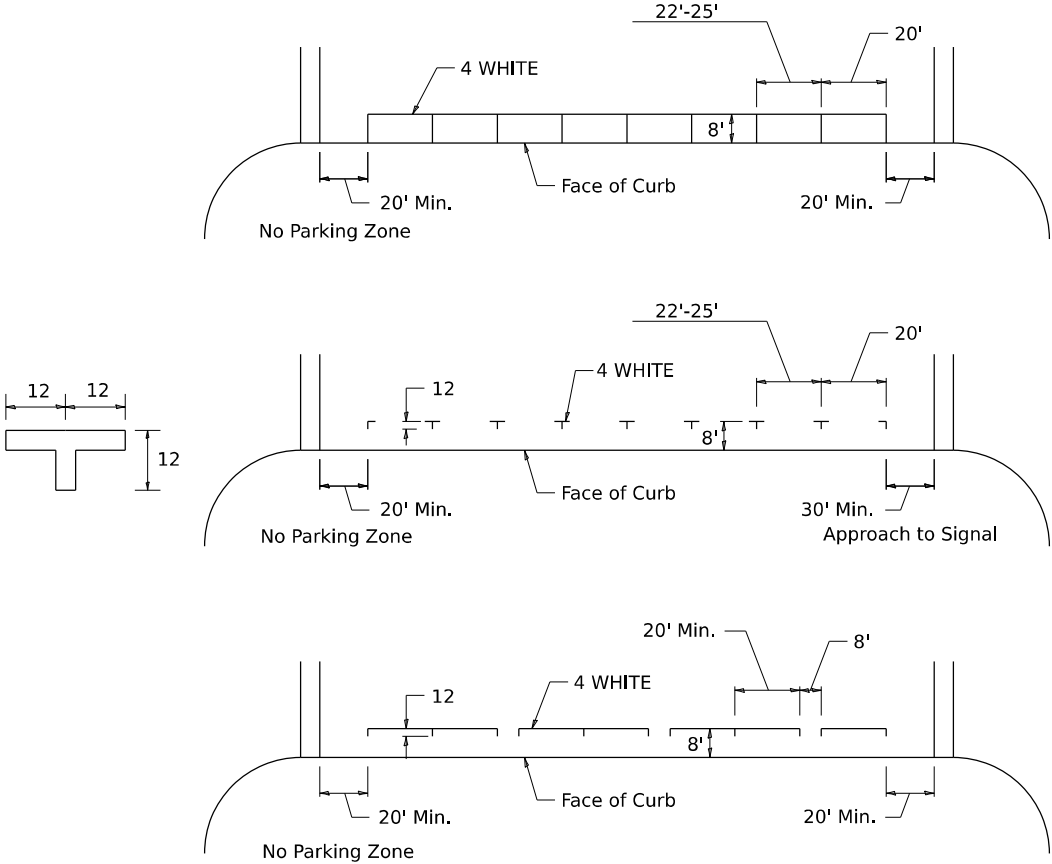 22'-25'
20'
4 WHITE
8'
Face of Curb
20' Min.
20' Min.
No Parking Zone
22'-25'
20'
4 WHITE
12
12 12
8'
12
Face of Curb
20' Min.
30' Min.
No Parking Zone
Approach to Signal
20' Min.
8'
4 WHITE
12
8'
Face of Curb
20' Min.
20' Min.
No Parking Zone